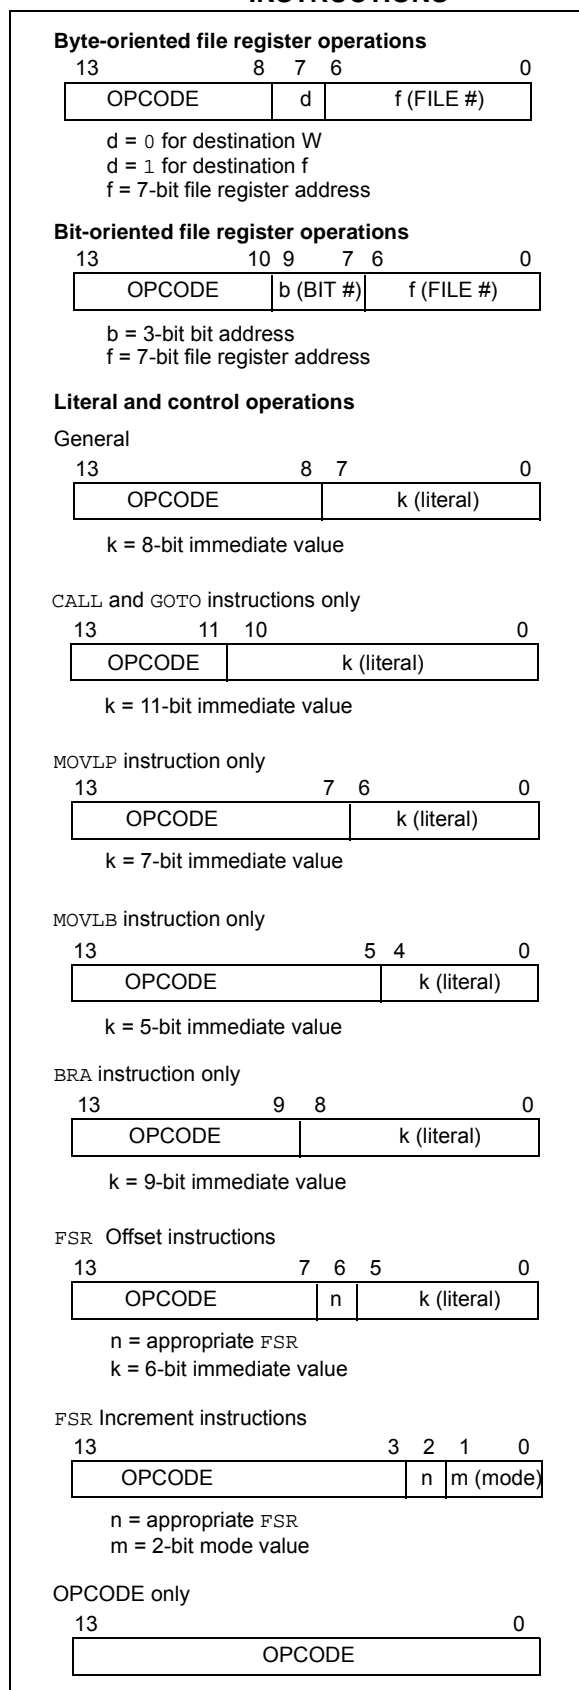 INSTRUCTIONS
Byte-oriented file register operations
13 8 7 6 0
OPCODE d f (FILE #)
d = 0 for destination W
d = 1 for destination f
f = 7-bit file register address
Bit-oriented file register operations
13 10 9 7 6 0
OPCODE b (BIT #) f (FILE #)
b = 3-bit bit address
f = 7-bit file register address
Literal and control operations
General
13 8 7 0
OPCODE k (literal)
k = 8-bit immediate value
CALL and GOTO instructions only
13 11 10 0
OPCODE k (literal)
k = 11-bit immediate value
MOVLP instruction only
13 7 6 0
OPCODE k (literal)
k = 7-bit immediate value
MOVLB instruction only
13 5 4 0
OPCODE k (literal)
k = 5-bit immediate value
BRA instruction only
13 9 8 0
OPCODE k (literal)
k = 9-bit immediate value
FSR Offset instructions
13 7 6 5 0
OPCODE n k (literal)
n = appropriate FSR
k = 6-bit immediate value
FSR Increment instructions
13 3 2 1 0
OPCODE n m (mode)
n = appropriate FSR
m = 2-bit mode value
OPCODE only
13 0
OPCODE